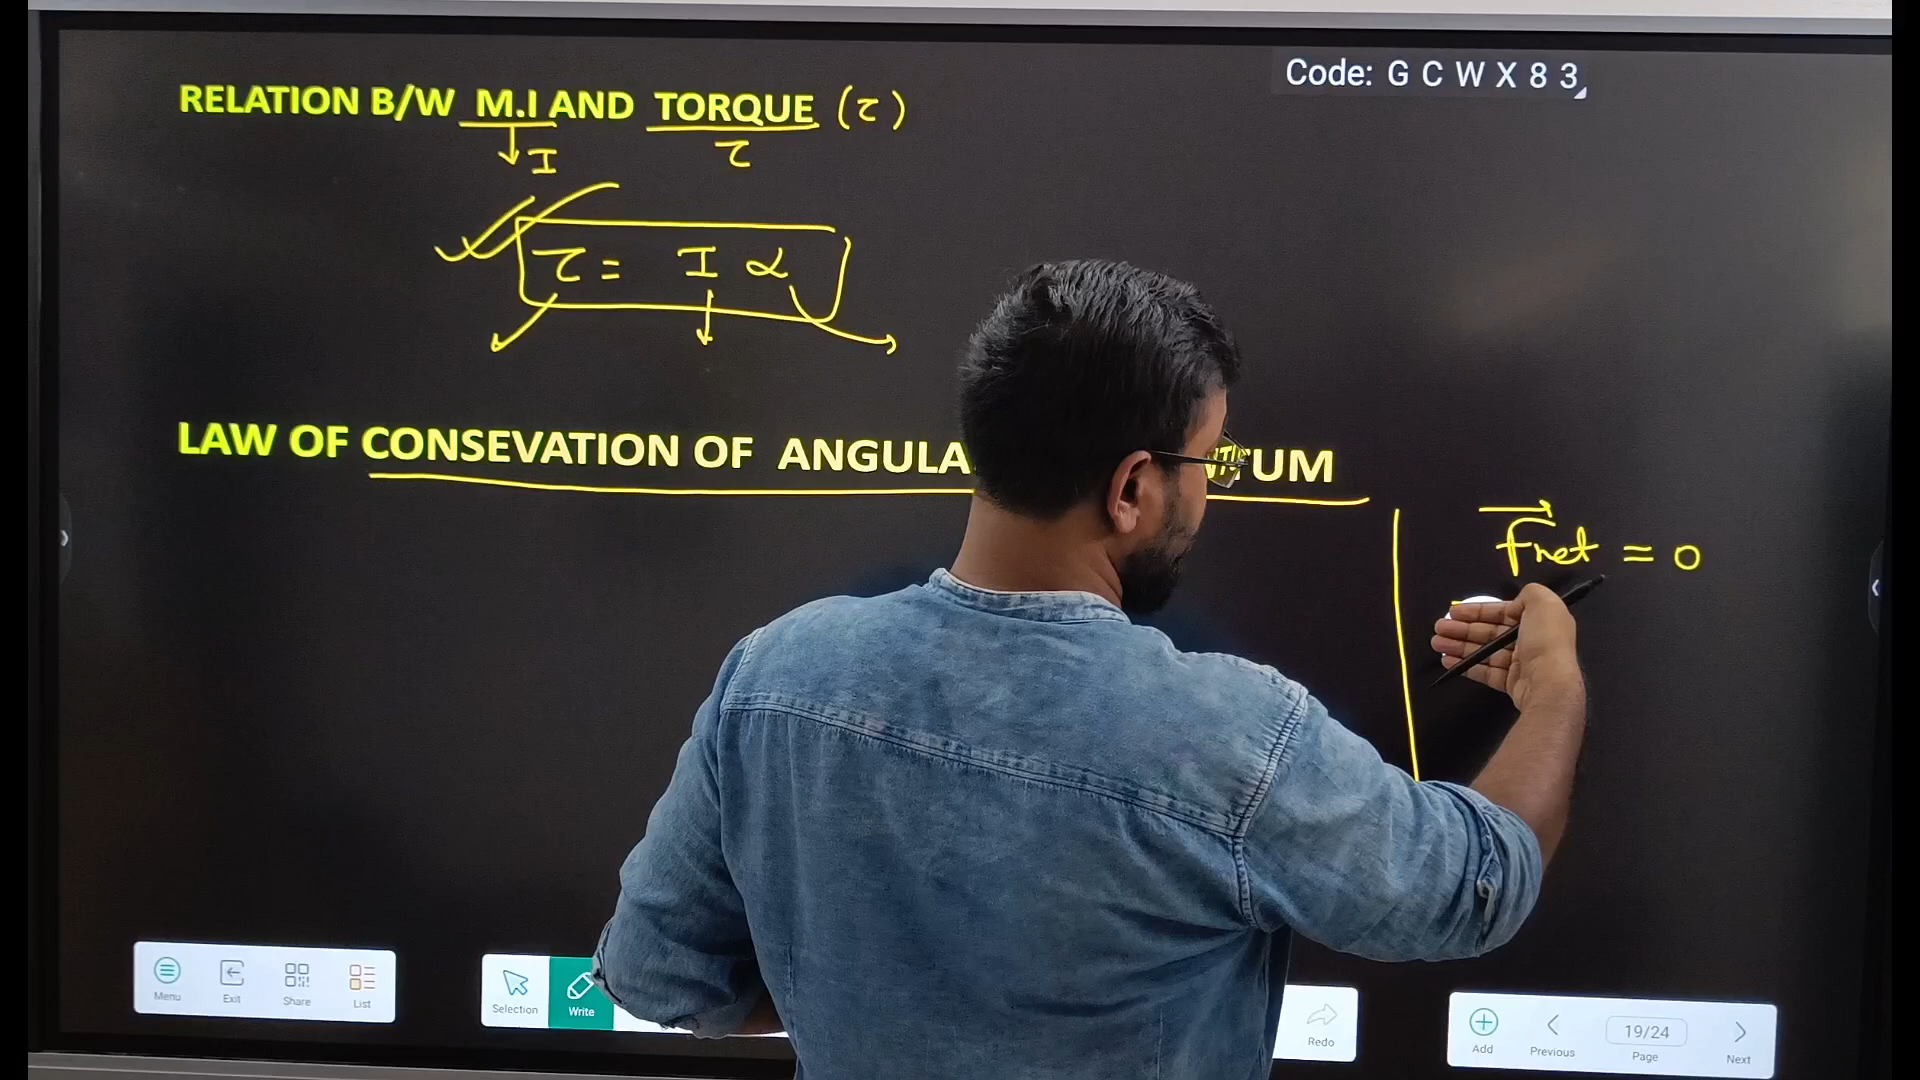 Code: G C W X 8 3
RELATION B/W M.I AND TORQUE (τ)
I τ
τ = I α
LAW OF CONSEVATION OF ANGULA TUM
Fnet = 0
Menu Exit Share List
Selection Write
Redo
Add Previous 19/24 Page Next